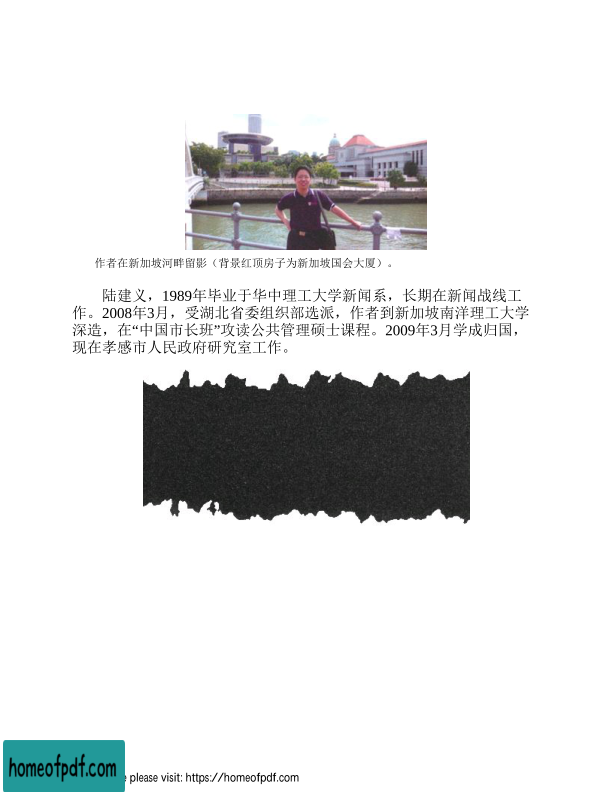 作者在新加坡河畔留影（背景红顶房子为新加坡国会大厦）。
陆建义，1989年毕业于华中理工大学新闻系，长期在新闻战线工
作。2008年3月，受湖北省委组织部选派，作者到新加坡南洋理工大学
深造，在“中国市长班”攻读公共管理硕士课程。2009年3月学成归国，
现在孝感市人民政府研究室工作。
homeofpdf.com
please visit: https://homeofpdf.com